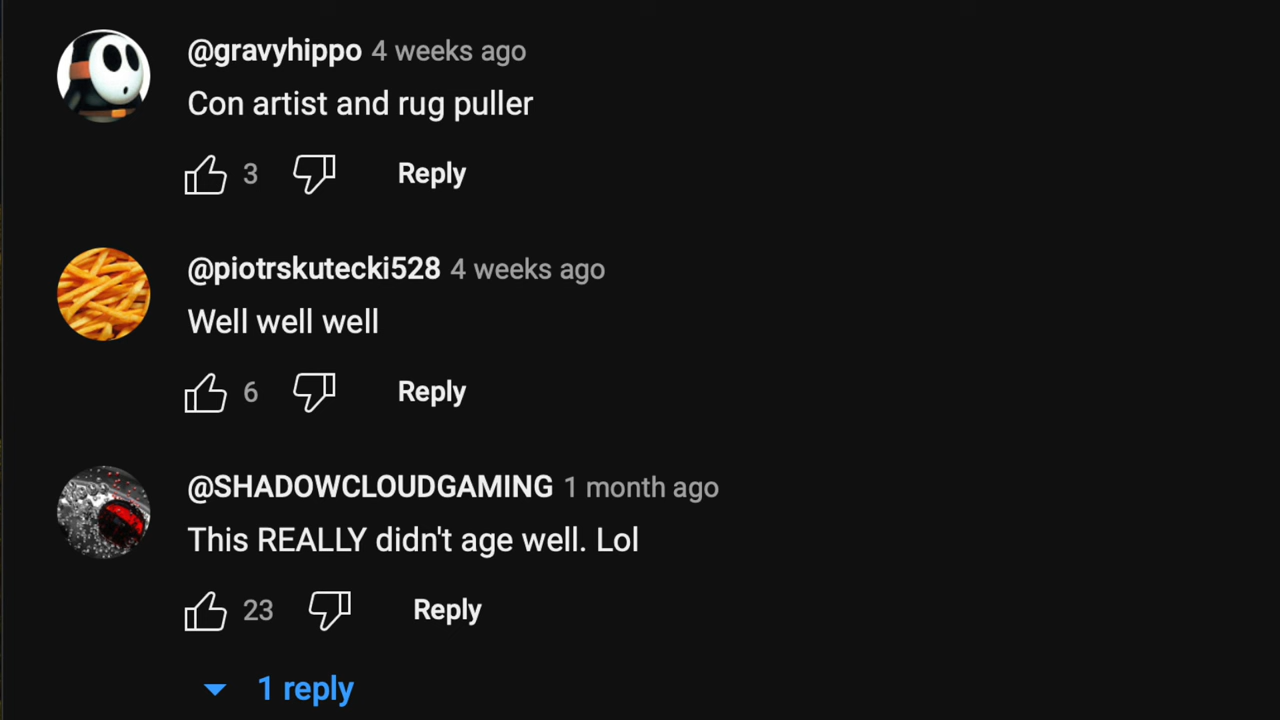 @gravyhippo 4 weeks ago
Con artist and rug puller
3 Reply
@piotrskutecki528 4 weeks ago
Well well well
6 Reply
@SHADOWCLOUDGAMING 1 month ago
This REALLY didn't age well. Lol
23 Reply
1 reply